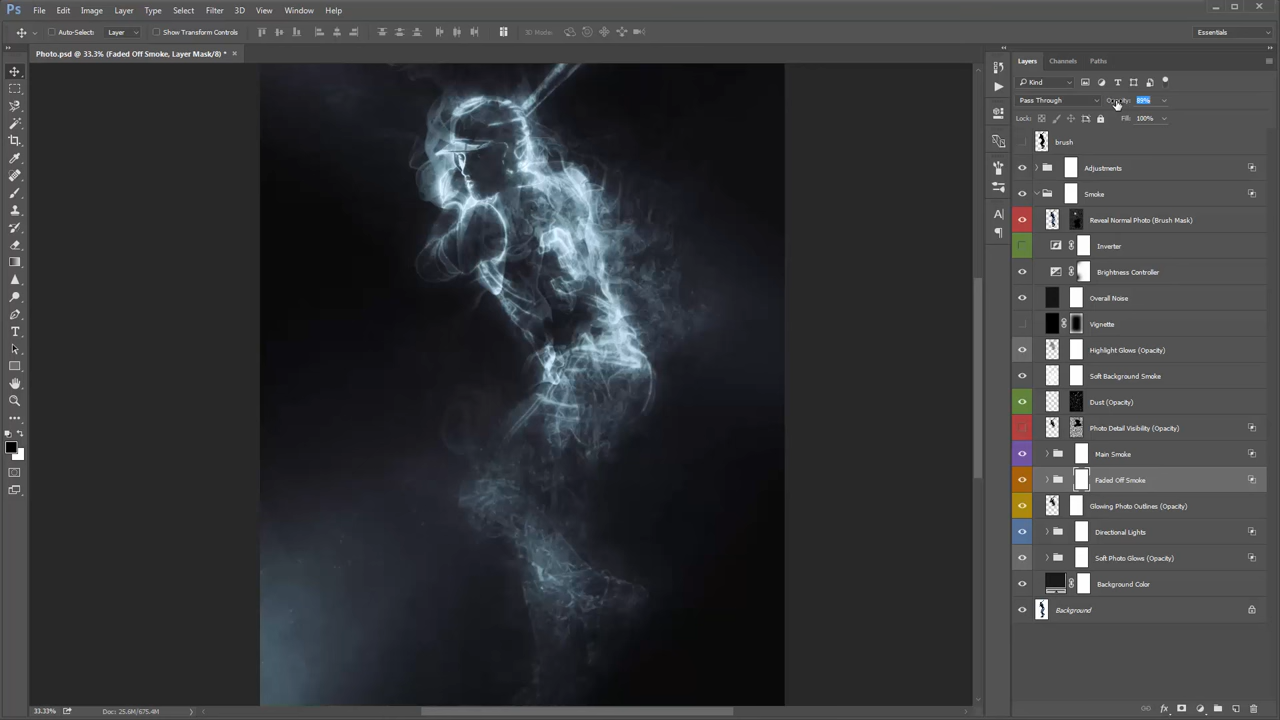 Ps File Edit Image Layer Type Select Filter 3D View Window Help
Auto-Select: Layer Show Transform Controls 3D Mode: Essentials
Photo.psd @ 33.3% (Faded Off Smoke, Layer Mask/8) * ×
Layers Channels Paths
Kind
Pass Through Opacity: 89%
Lock: Fill: 100%
brush
Adjustments
Smoke
Reveal Normal Photo (Brush Mask)
Inverter
Brightness Controller
Overall Noise
Vignette
Highlight Glows (Opacity)
Soft Background Smoke
Dust (Opacity)
Photo Detail Visibility (Opacity)
Main Smoke
Faded Off Smoke
Glowing Photo Outlines (Opacity)
Directional Lights
Soft Photo Glows (Opacity)
Background Color
Background
33.33% Doc: 25.6M/675.4M